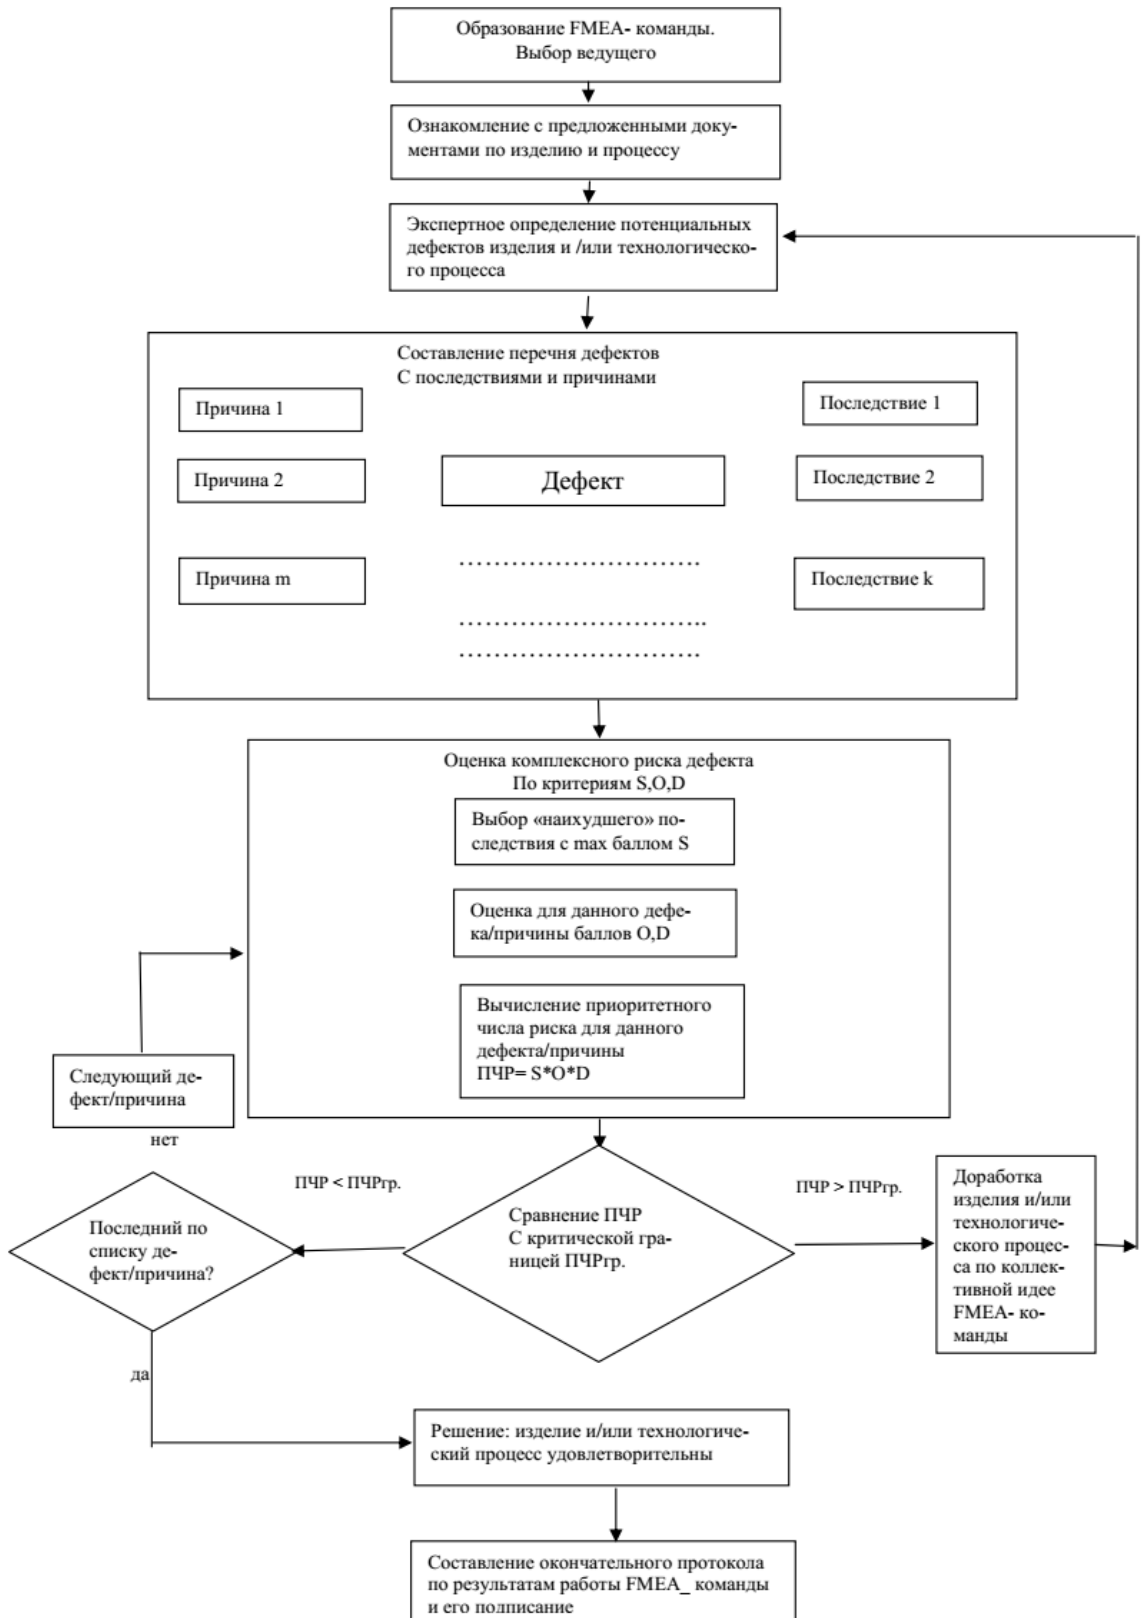 Образование FMEA- команды.
Выбор ведущего
Ознакомление с предложенными доку-
ментами по изделию и процессу
Экспертное определение потенциальных
дефектов изделия и /или технологическо-
го процесса
Составление перечня дефектов
С последствиями и причинами
Причина 1
Последствие 1
Причина 2
Дефект
Последствие 2
Причина m
………………………….
Последствие k
…………………………..
………………………….
Оценка комплексного риска дефекта
По критериям S,O,D
Выбор «наихудшего» по-
следствия с max баллом S
Оценка для данного дефе-
ка/причины баллов O,D
Вычисление приоритетного
числа риска для данного
дефекта/причины
ПЧР= S*O*D
Следующий де-
фект/причина
нет
ПЧР < ПЧРгр.
ПЧР > ПЧРгр.
Последний по
списку де-
фект/причина?
Сравнение ПЧР
С критической гра-
ницей ПЧРгр.
Доработка
изделия и/или
технологиче-
ского процес-
са по коллек-
тивной идее
FMEA- ко-
манды
да
Решение: изделие и/или технологиче-
ский процесс удовлетворительны
Составление окончательного протокола
по результатам работы FMEA_ команды
и его подписание